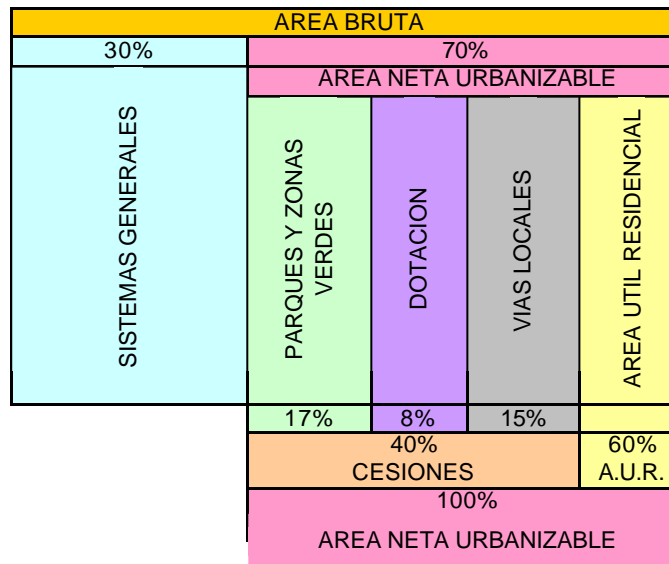 AREA BRUTA
30% 70%
AREA NETA URBANIZABLE
SISTEMAS GENERALES
PARQUES Y ZONAS
VERDES
DOTACION
VIAS LOCALES
AREA UTIL RESIDENCIAL
17% 8% 15%
40% 60%
CESIONES A.U.R.
100%
AREA NETA URBANIZABLE